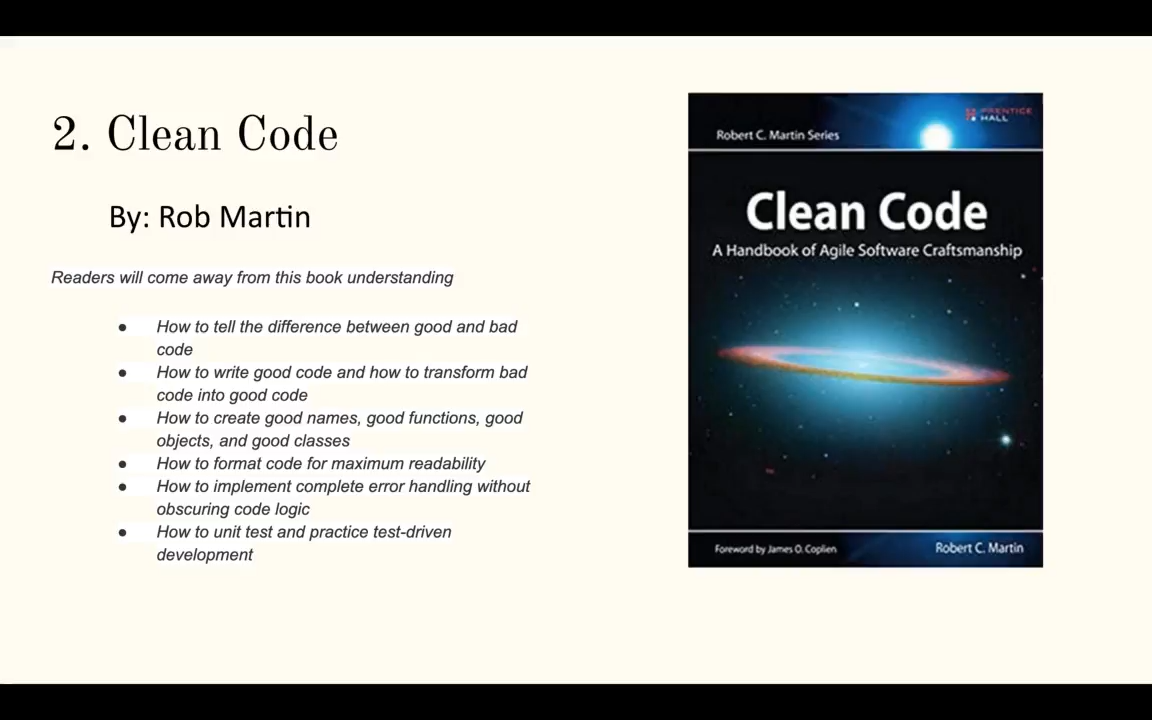 2. Clean Code
By: Rob Martin
Readers will come away from this book understanding
● How to tell the difference between good and bad
code
● How to write good code and how to transform bad
code into good code
● How to create good names, good functions, good
objects, and good classes
● How to format code for maximum readability
● How to implement complete error handling without
obscuring code logic
● How to unit test and practice test-driven
development
PRENTICE
HALL
Robert C. Martin Series
Clean Code
A Handbook of Agile Software Craftsmanship
Foreword by James O. Coplien
Robert C. Martin